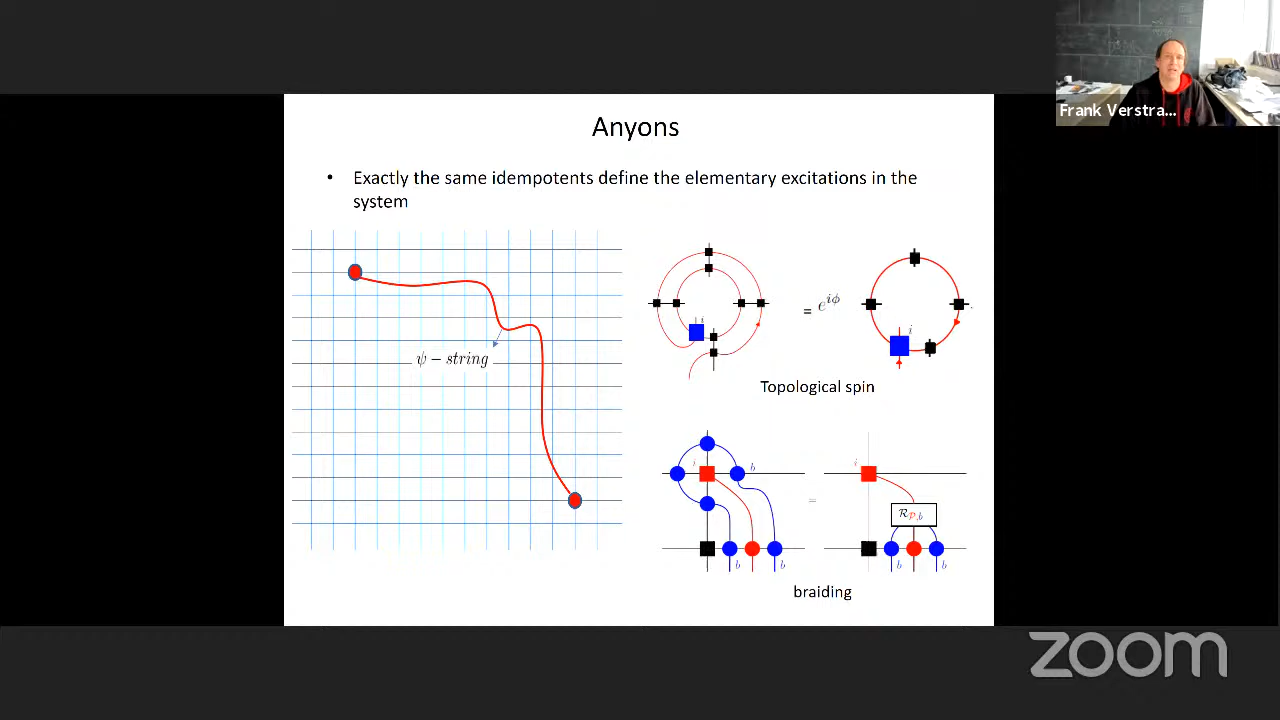 Frank Verstra...
Anyons
• Exactly the same idempotents define the elementary excitations in the
system
ψ − string
i
= e^{iϕ}
i
Topological spin
i
b
=
i
R_{P,b}
b
b
b
b
braiding
zoom